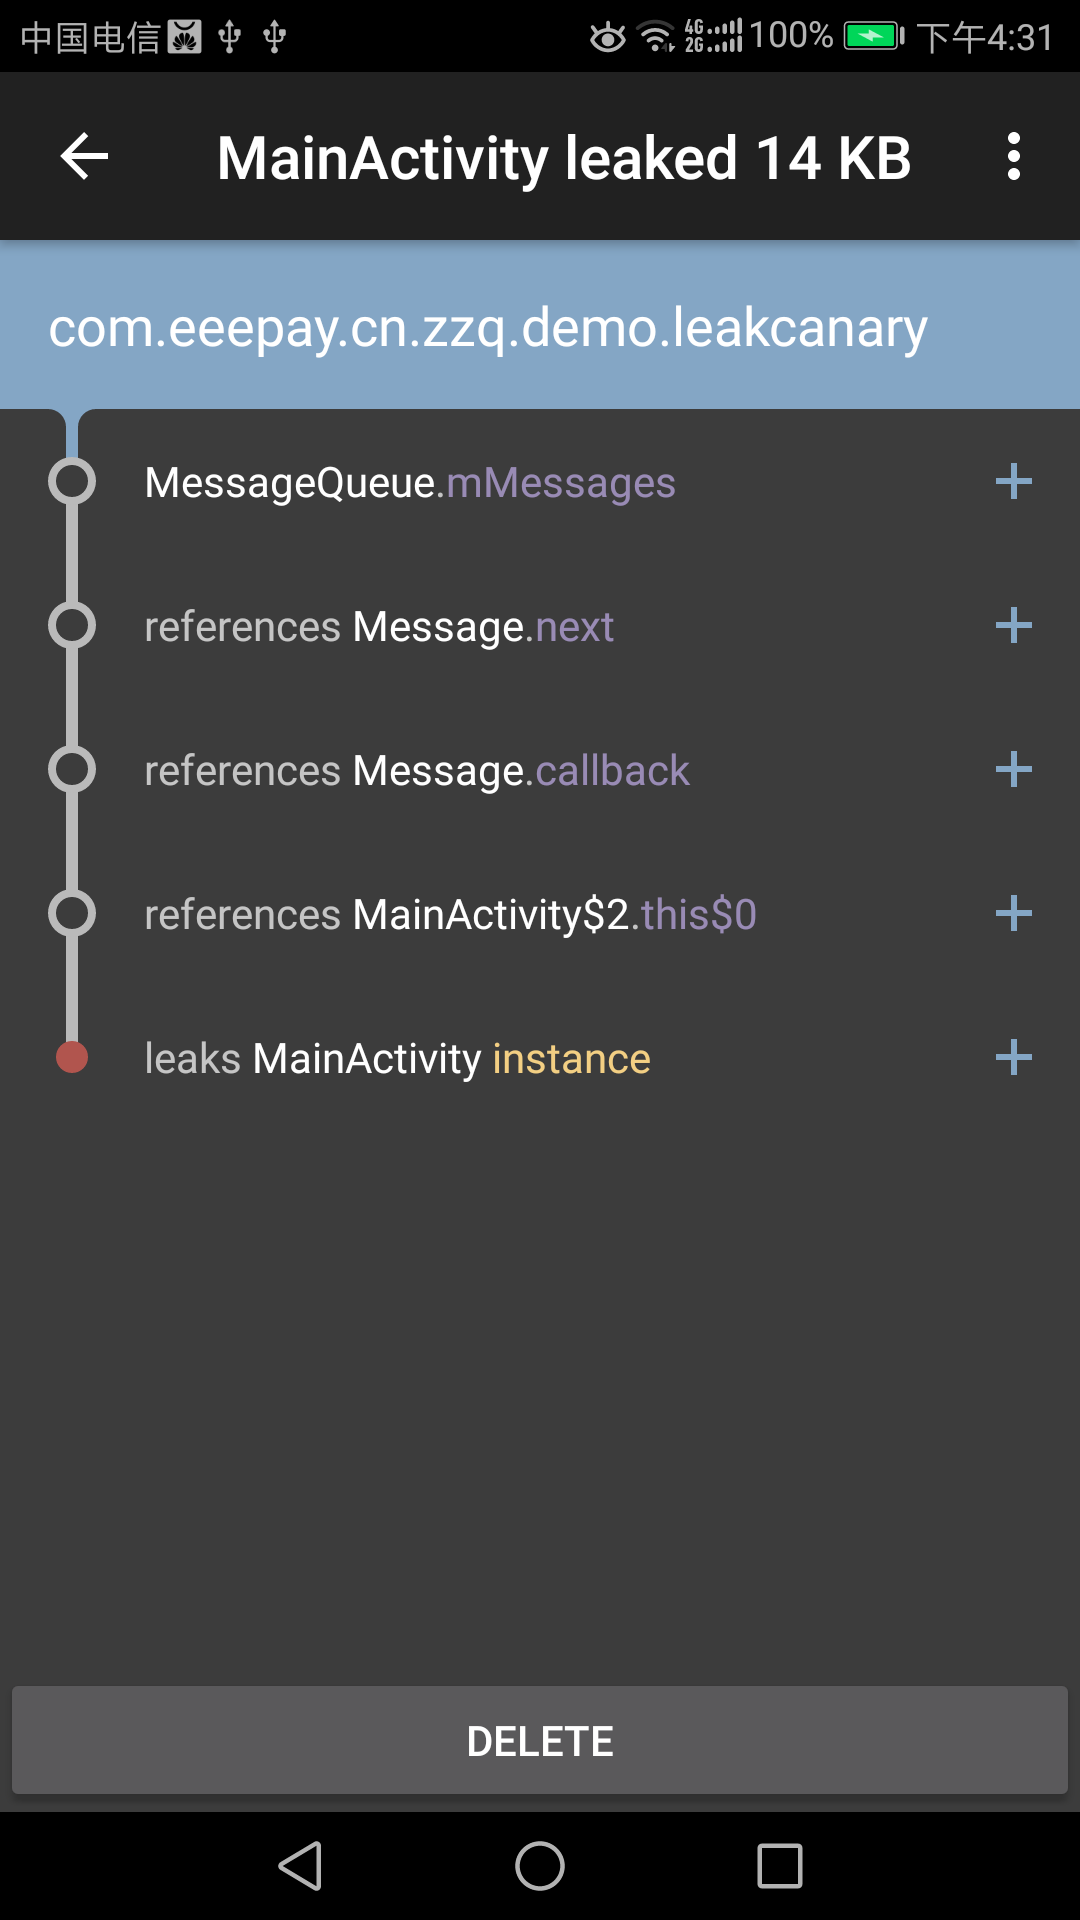 中国电信 4G 2G 100% 下午4:31
MainActivity leaked 14 KB
com.eeepay.cn.zzq.demo.leakcanary
MessageQueue.mMessages
references Message.next
references Message.callback
references MainActivity$2.this$0
leaks MainActivity instance
DELETE